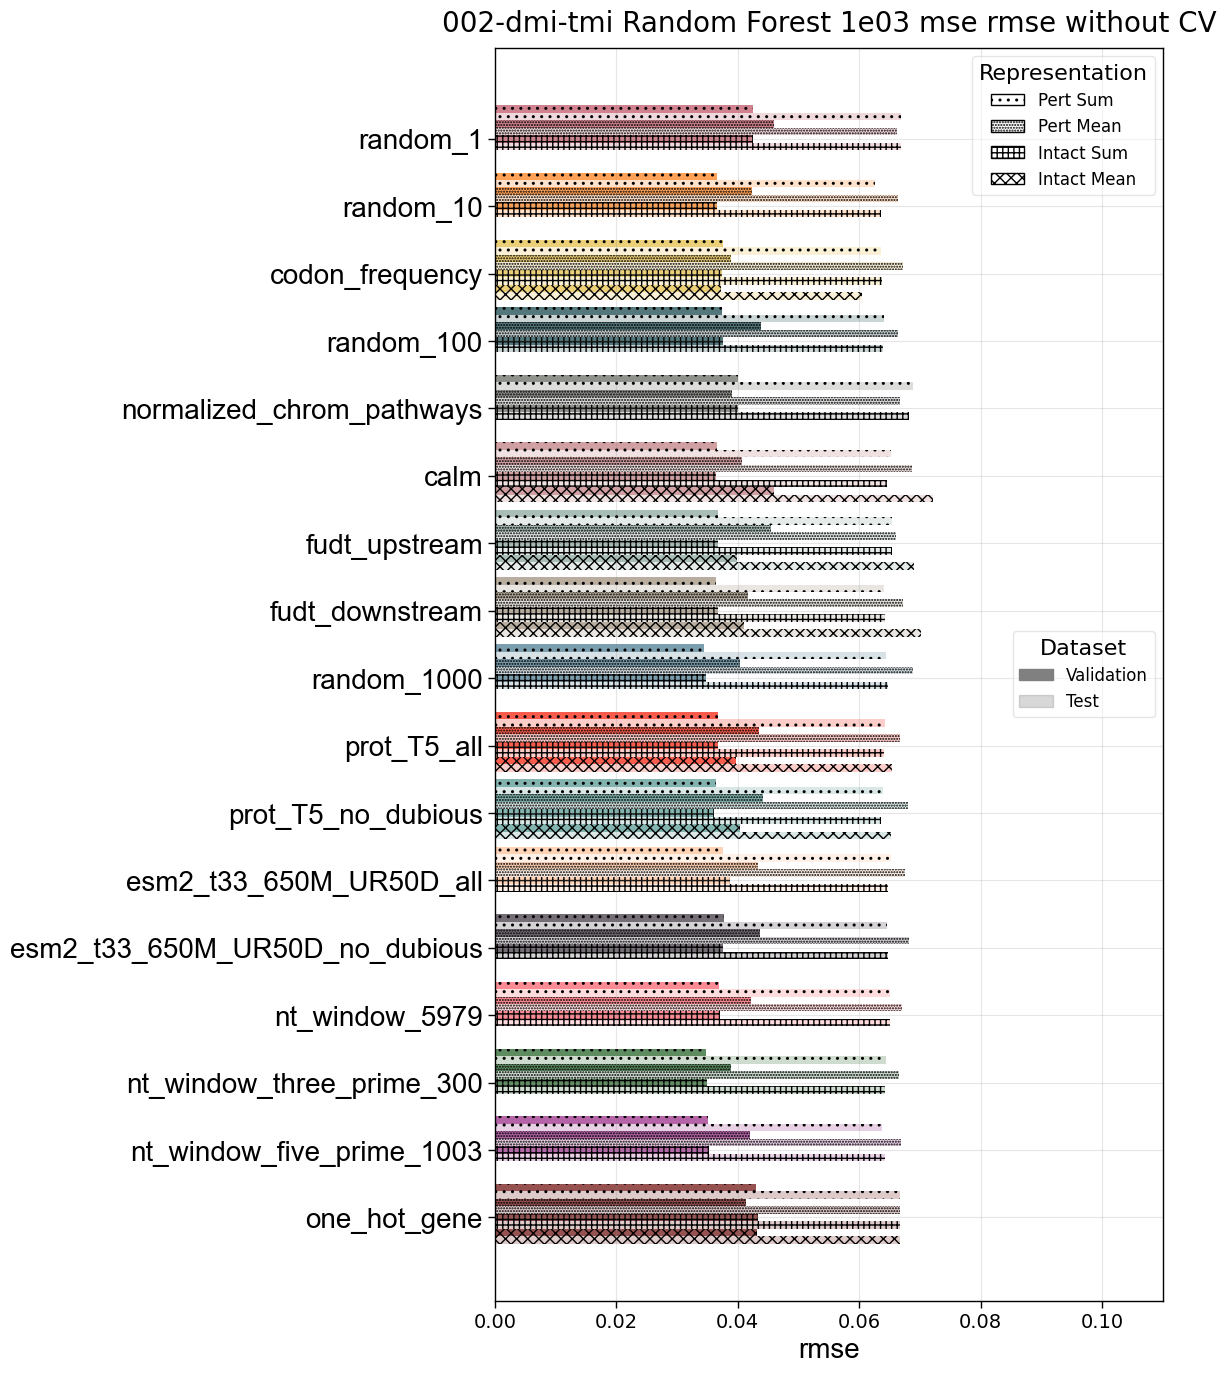 002-dmi-tmi Random Forest 1e03 mse rmse without CV
Representation
Pert Sum
Pert Mean
Intact Sum
Intact Mean
random_1
random_10
codon_frequency
random_100
normalized_chrom_pathways
calm
fudt_upstream
fudt_downstream
Dataset
Validation
Test
random_1000
prot_T5_all
prot_T5_no_dubious
esm2_t33_650M_UR50D_all
esm2_t33_650M_UR50D_no_dubious
nt_window_5979
nt_window_three_prime_300
nt_window_five_prime_1003
one_hot_gene
0.00 0.02 0.04 0.06 0.08 0.10
rmse